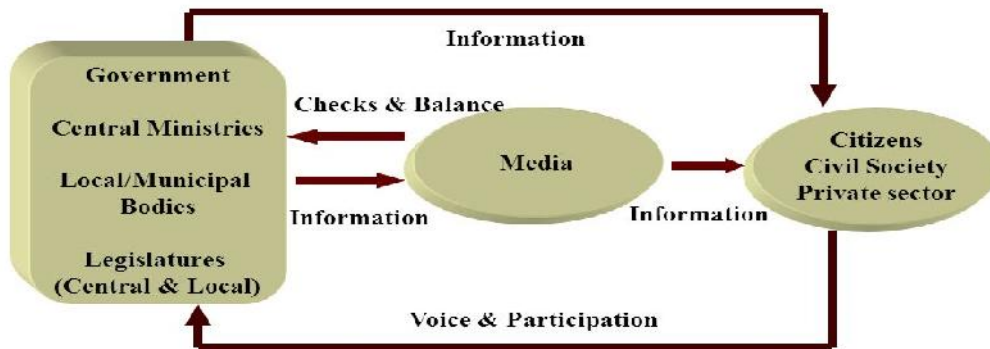 Information
Government
Central Ministries
Local/Municipal
Bodies
Legislatures
(Central & Local)
Checks & Balance
Information
Media
Information
Citizens
Civil Society
Private sector
Voice & Participation